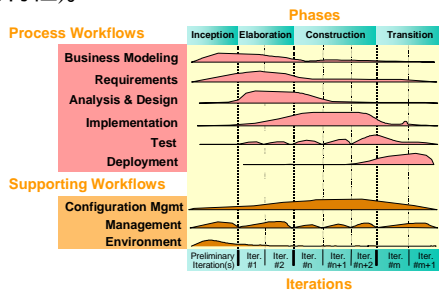 Phases
Process Workflows
Inception Elaboration Construction Transition
Business Modeling
Requirements
Analysis & Design
Implementation
Test
Deployment
Supporting Workflows
Configuration Mgmt
Management
Environment
Preliminary Iteration(s)
Iter. #1
Iter. #2
Iter. #n
Iter. #n+1
Iter. #n+2
Iter. #m
Iter. #m+1
Iterations